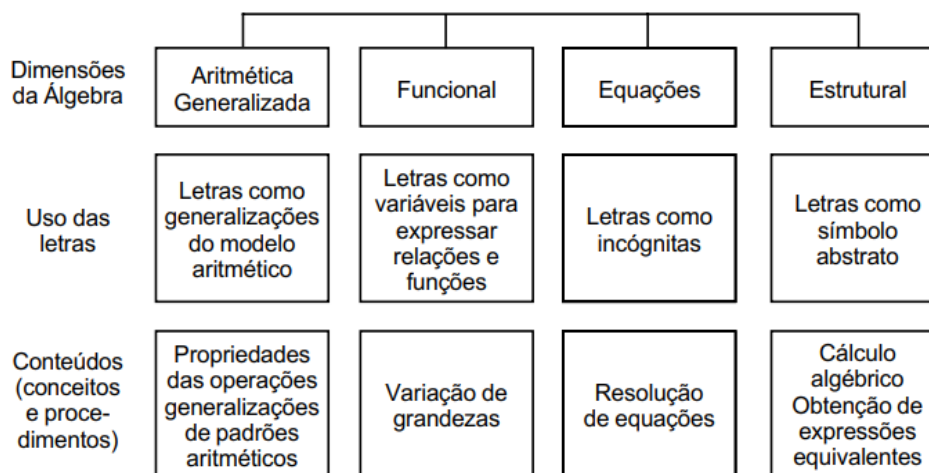 Dimensões
da Álgebra
Aritmética
Generalizada
Funcional
Equações
Estrutural
Uso das
letras
Letras como
generalizações
do modelo
aritmético
Letras como
variáveis para
expressar
relações e
funções
Letras como
incógnitas
Letras como
símbolo
abstrato
Conteúdos
(conceitos
e proce-
dimentos)
Propriedades
das operações
generalizações
de padrões
aritméticos
Variação de
grandezas
Resolução
de equações
Cálculo
algébrico
Obtenção de
expressões
equivalentes